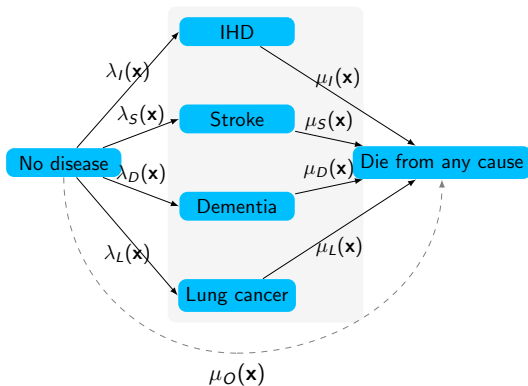 IHD
λ_I(x)
μ_I(x)
λ_S(x)
Stroke
μ_S(x)
No disease
Die from any cause
λ_D(x)
μ_D(x)
Dementia
λ_L(x)
μ_L(x)
Lung cancer
μ_O(x)